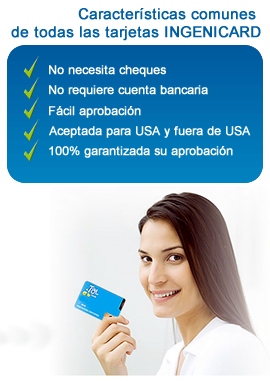 Características comunes
de todas las tarjetas INGENICARD
No necesita cheques
No requiere cuenta bancaria
Fácil aprobación
Aceptada para USA y fuera de USA
100% garantizada su aprobación